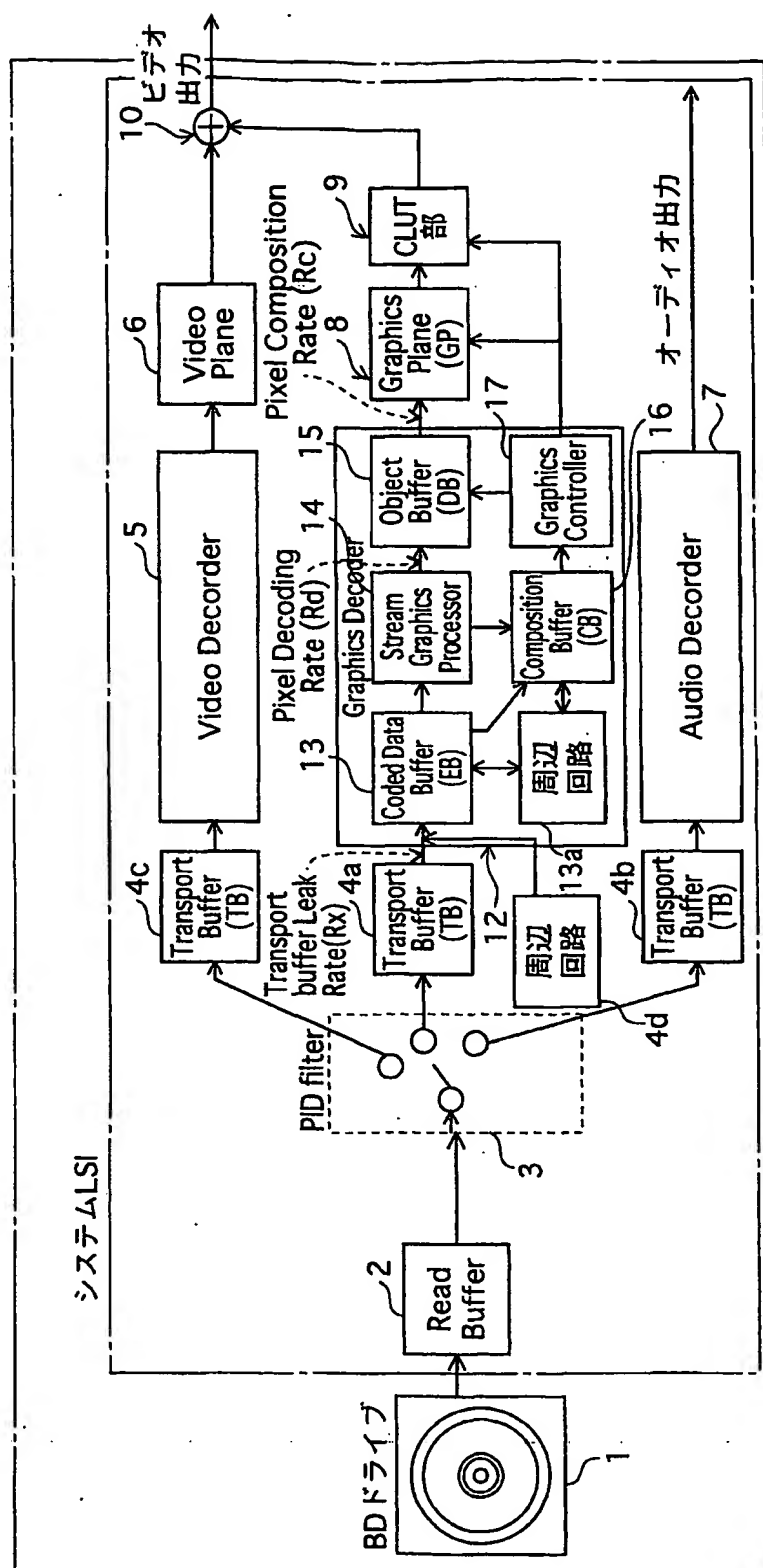 システムLSI
BDドライブ
1
2
Read
Buffer
PID filter
3
4c
Transport
Buffer
(TB)
5
Video Decorder
6
Video
Plane
10
ビデオ
出力
Transport
buffer Leak
Rate(Rx)
4a
Transport
Buffer
(TB)
12
周辺
回路
4d
13
Coded Data
Buffer
(EB)
周辺
回路
13a
Graphics Decoder
Pixel Decoding
Rate (Rd)
14
Stream
Graphics
Processor
Composition
Buffer
(CB)
16
15
Object
Buffer
(DB)
17
Graphics
Controller
Pixel Composition
Rate (Rc)
8
Graphics
Plane
(GP)
9
CLUT
部
4b
Transport
Buffer
(TB)
Audio Decorder
7
オーディオ出力